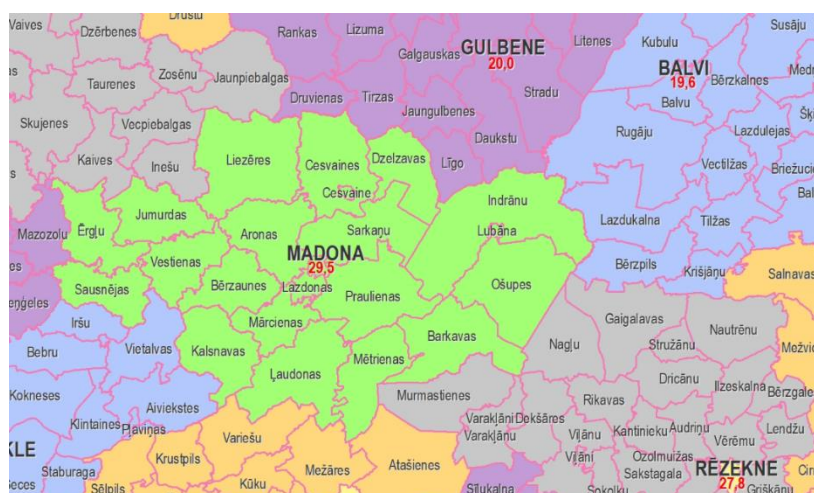 Drustu
Vaives
Dzērbenes
Rankas
Lizuma
Litenes
Susāju
Galgauskas
GULBENE
20,0
Kubulu
BALVI
19,6
Zosēnu
Taurenes
Jaunpiebalgas
Bērzkalnes
Stradu
Druvienas
Tirzas
Balvu
Jaungulbenes
Skujenes
Vecpiebalgas
Rugāju
Lazdulejas
Daukstu
Liezēres
Cesvaines
Dzelzavas
Līgo
Kaives
Inešu
Vectilžas
Briežuciem
Cesvaine
Indrānu
Jumurdas
Lazdukalna
Tilžas
Mazozolu
Ērgļu
Aronas
Sarkaņu
Lubāna
MADONA
29,5
Vestienas
Bērzpils
Krišjāņu
Salnavas
Ošupes
Sausnējas
Bērzaunes
Lazdonas
Praulienas
Iršu
Mārcienas
Gaigalavas
Nautrēnu
Stružānu
Bebru
Vietalvas
Kalsnavas
Barkavas
Nagļu
Mētrienas
Ļaudonas
Dricānu
Ilzeskalna
Bērzgale
Kokneses
Aiviekstes
Murmastienes
Rikavas
Klintaines
Pļaviņas
Variešu
Varakļāni
Dekšāres
Kantinieku
Audriņu
Lendžu
Varakļānu
Viļānu
Vērēmu
Krustpils
Viļāni
Ozolmuižas
Staburaga
Mežāres
Atašienes
Sakstagala
RĒZEKNE
27,8
Sēlpils
Kūku
Sīļukalna